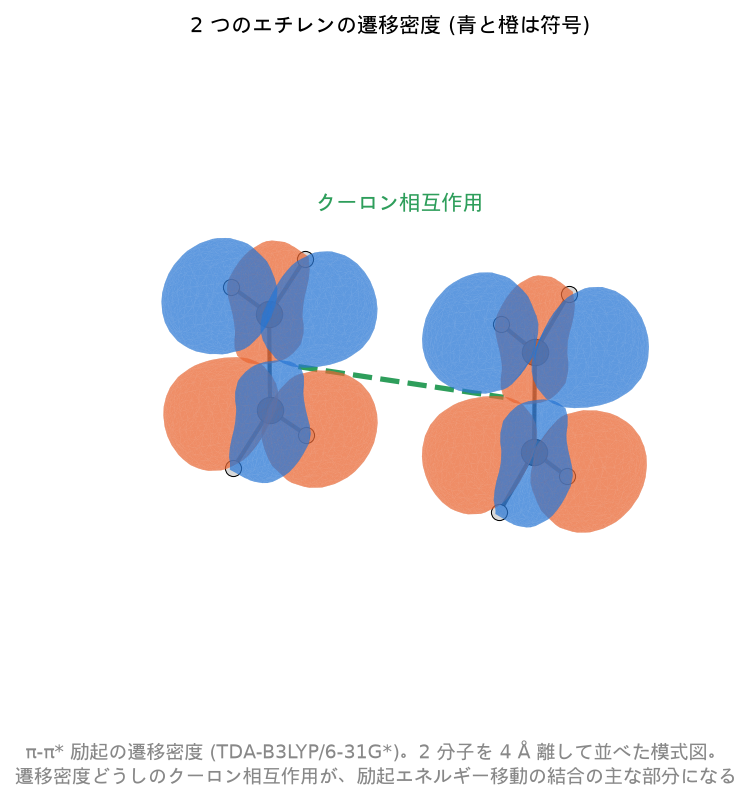 2 つのエチレンの遷移密度 (青と橙は符号)
クーロン相互作用
π-π* 励起の遷移密度 (TDA-B3LYP/6-31G*)。2 分子を 4 Å 離して並べた模式図。
遷移密度どうしのクーロン相互作用が、励起エネルギー移動の結合の主な部分になる